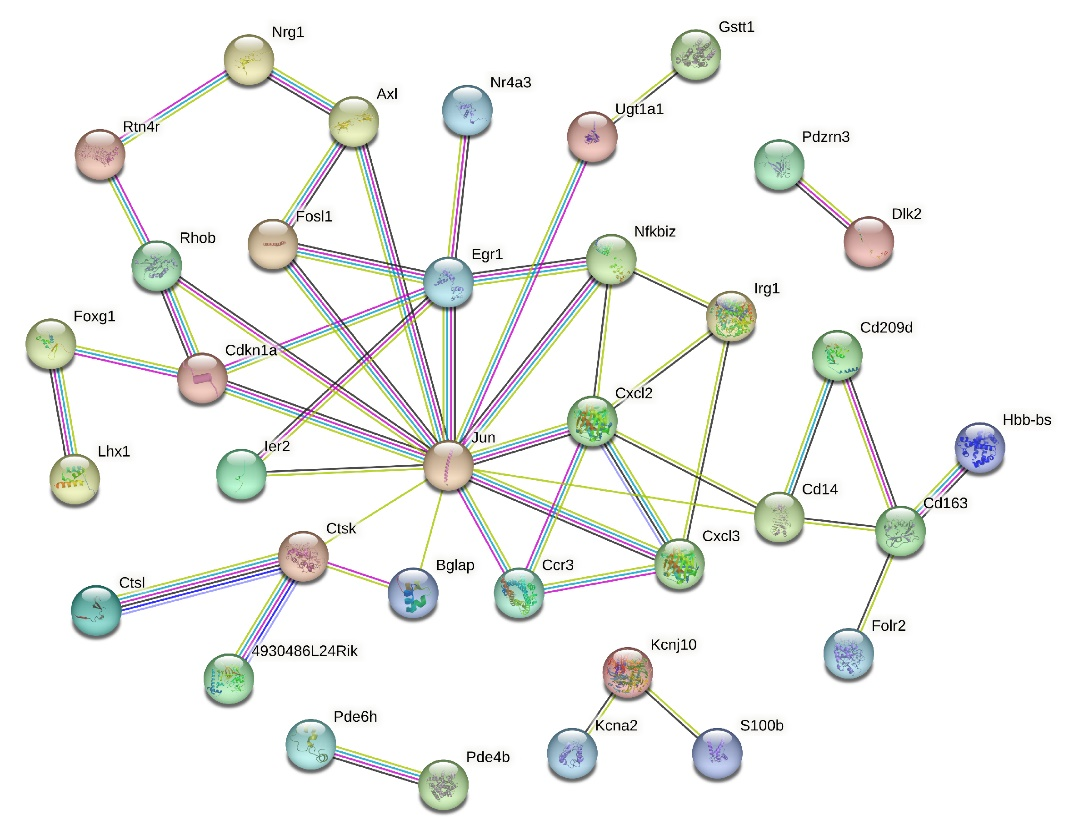 Nrg1
Gstt1
Axl
Nr4a3
Ugt1a1
Rtn4r
Pdzrn3
Dlk2
Fosl1
Rhob
Egr1
Nfkbiz
Irg1
Foxg1
Cdkn1a
Cd209d
Cxcl2
Hbb-bs
Lhx1
Ier2
Jun
Cd14
Cd163
Ctsk
Cxcl3
Ctsl
Bglap
Ccr3
Folr2
4930486L24Rik
Kcnj10
Pde6h
Kcna2
S100b
Pde4b